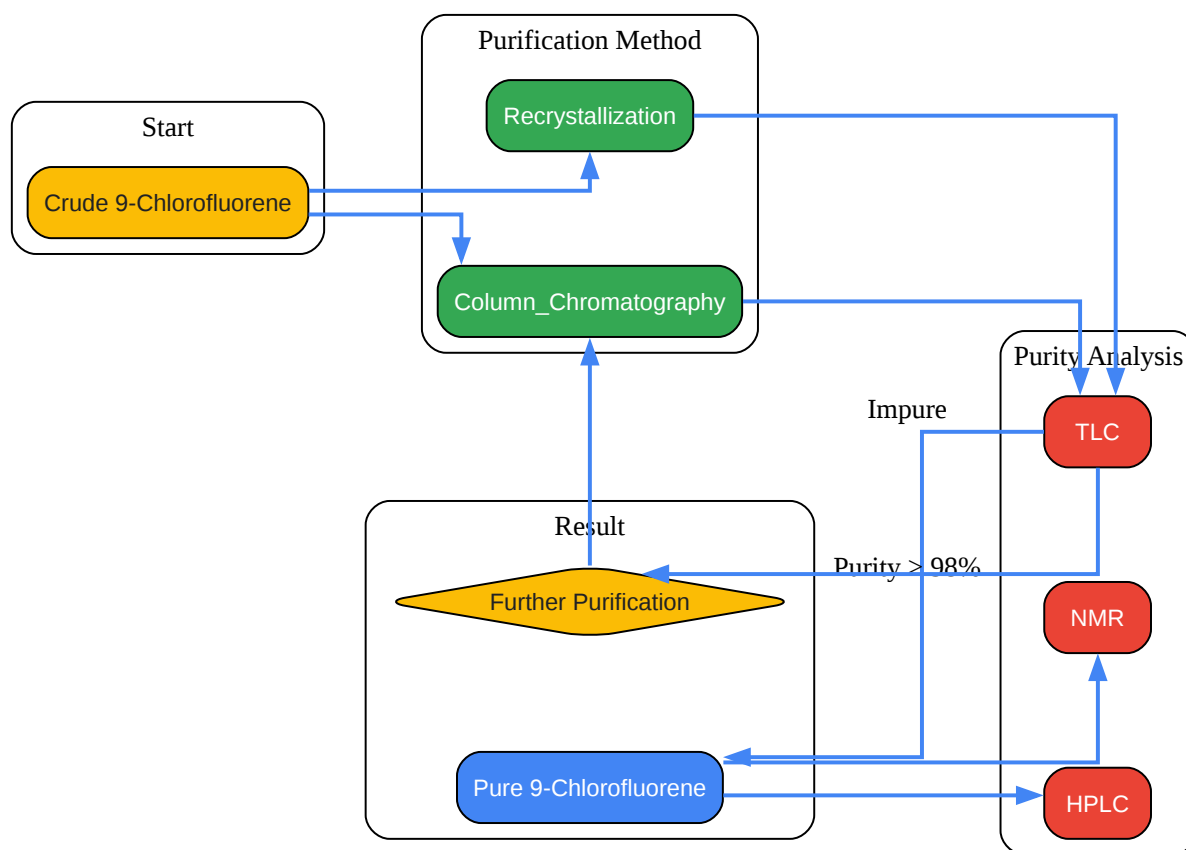 Purification Method
Recrystallization
Start
Crude 9-Chlorofluorene
Column_Chromatography
Purity Analysis
Impure
TLC
Result
Purity > 98%
Further Purification
NMR
Pure 9-Chlorofluorene
HPLC